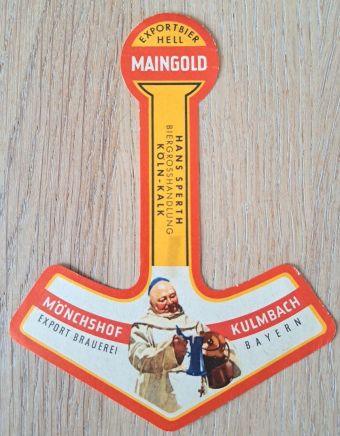 EXPORTBIER
HELL
MAINGOLD
HANS SPERTH
BIERGROSSHANDLUNG
KÖLN-KALK
MÖNCHSHOF
EXPORT BRAUEREI
KULMBACH
BAYERN